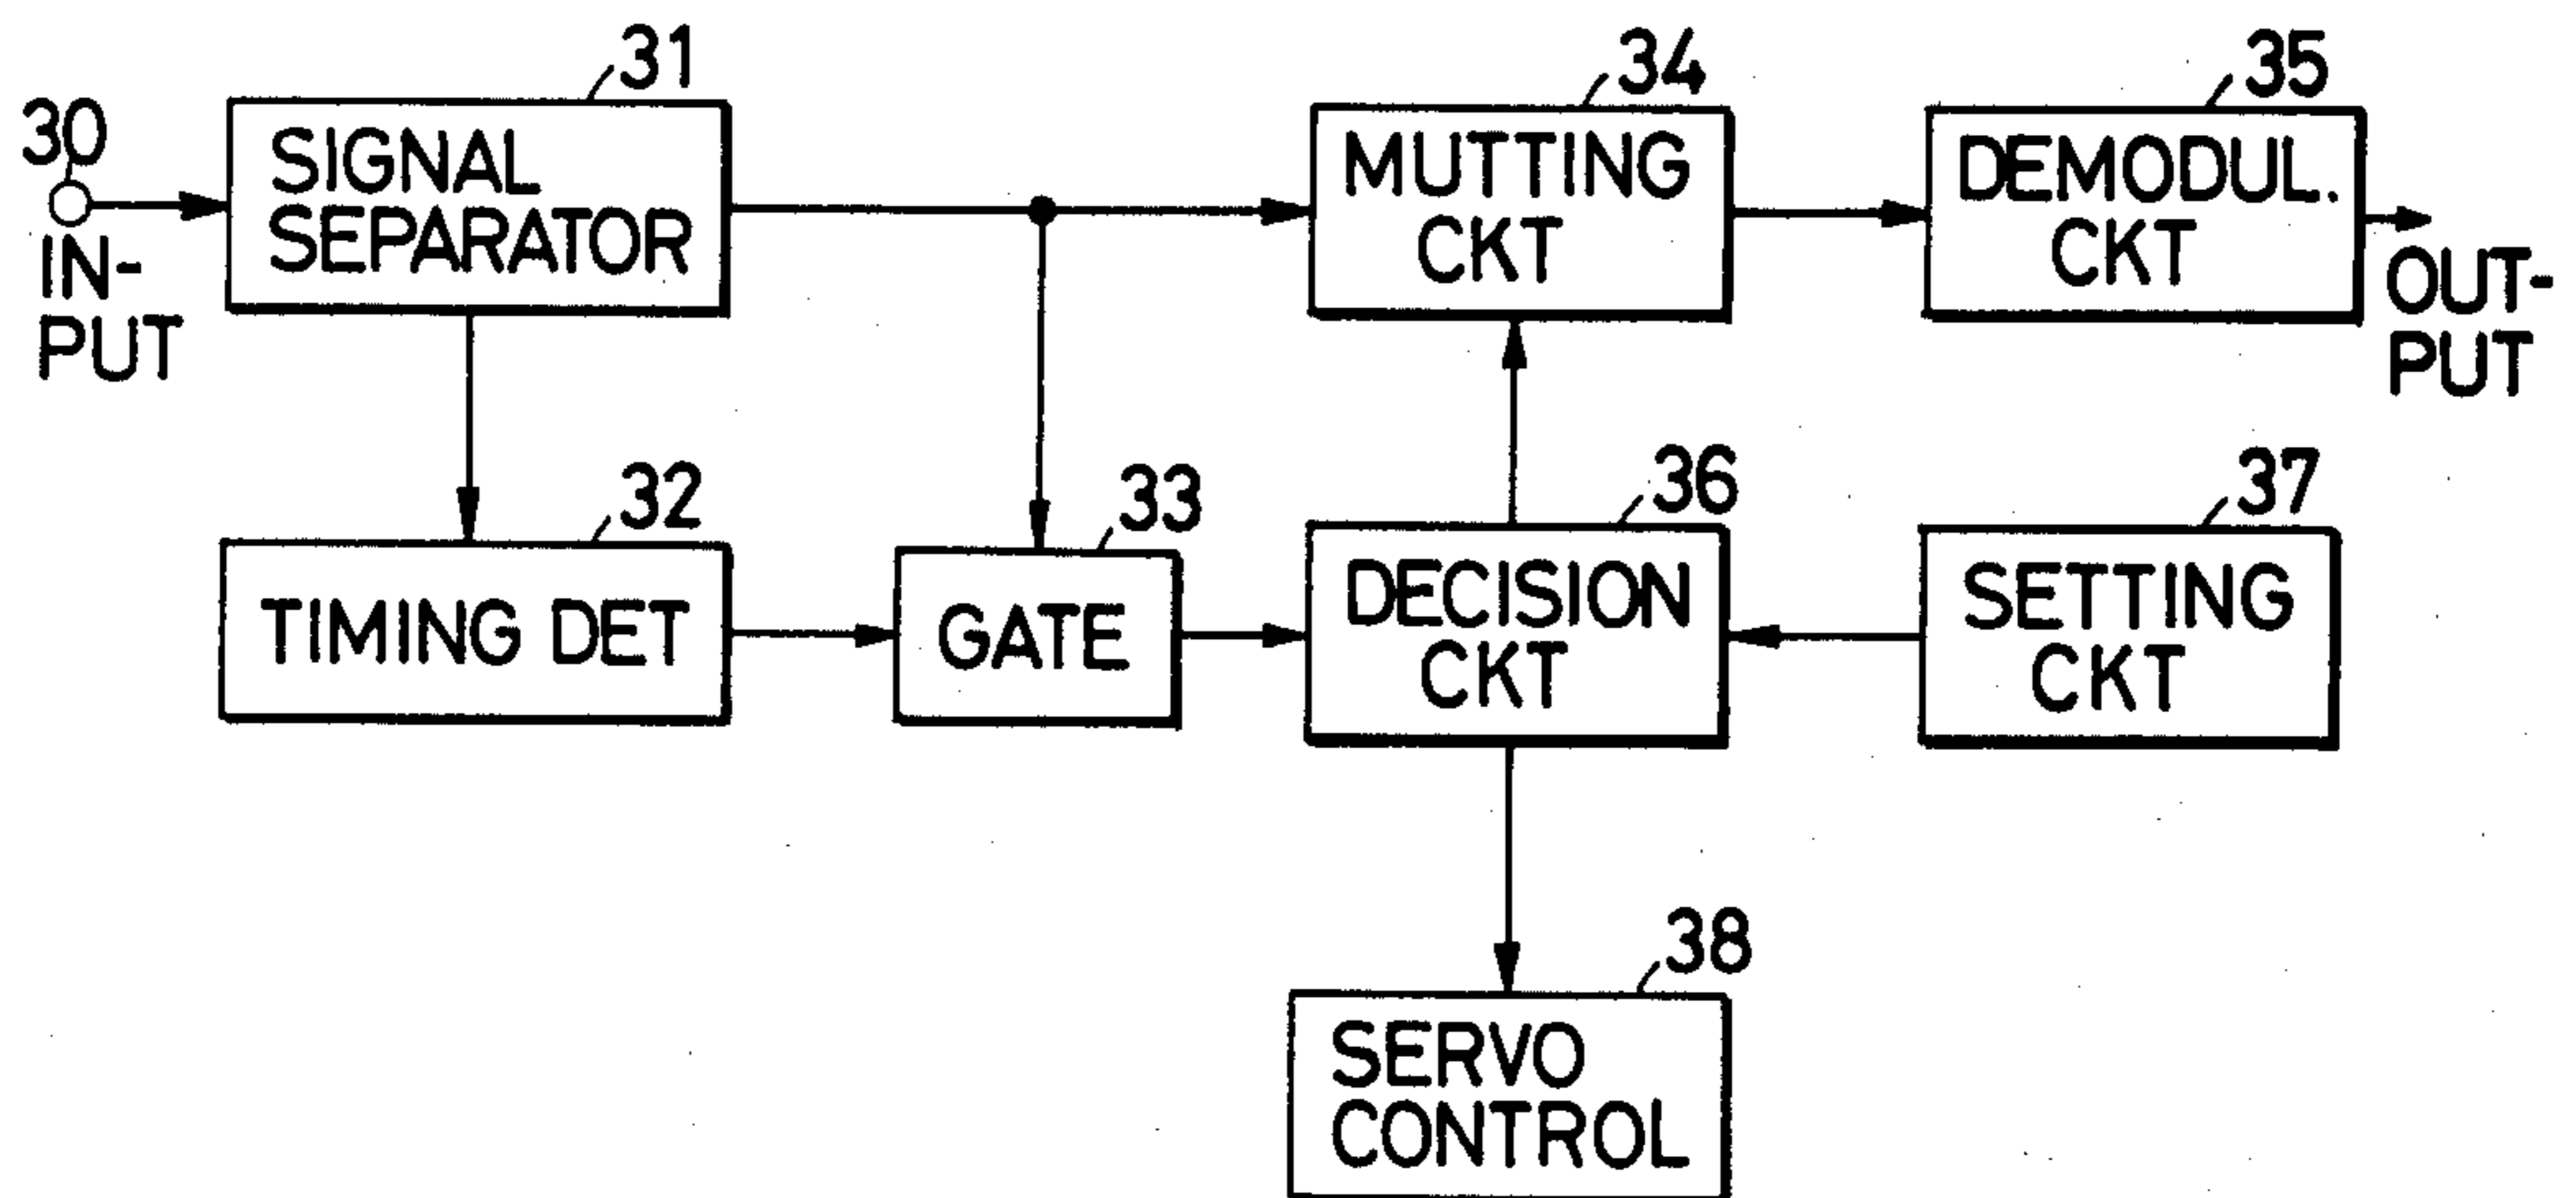 30
IN-
PUT
31
SIGNAL
SEPARATOR
34
MUTTING
CKT
35
DEMODUL.
CKT
OUT-
PUT
32
TIMING DET
33
GATE
36
DECISION
CKT
37
SETTING
CKT
38
SERVO
CONTROL